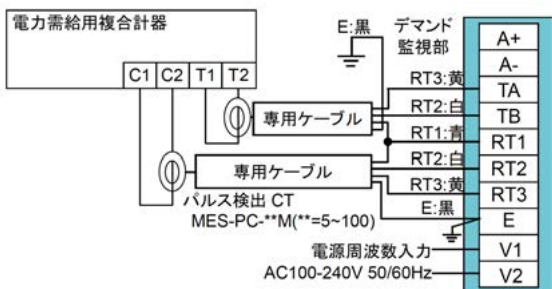 電力需給用複合計器
C1 C2 T1 T2
E:黒
デマンド
監視部
RT3:黄
RT2:白
専用ケーブル
RT1:青
RT2:白
専用ケーブル
RT3:黄
パルス検出 CT
E:黒
MES-PC-**M(**=5~100)
電源周波数入力
AC100-240V 50/60Hz
A+
A-
TA
TB
RT1
RT2
RT3
E
V1
V2